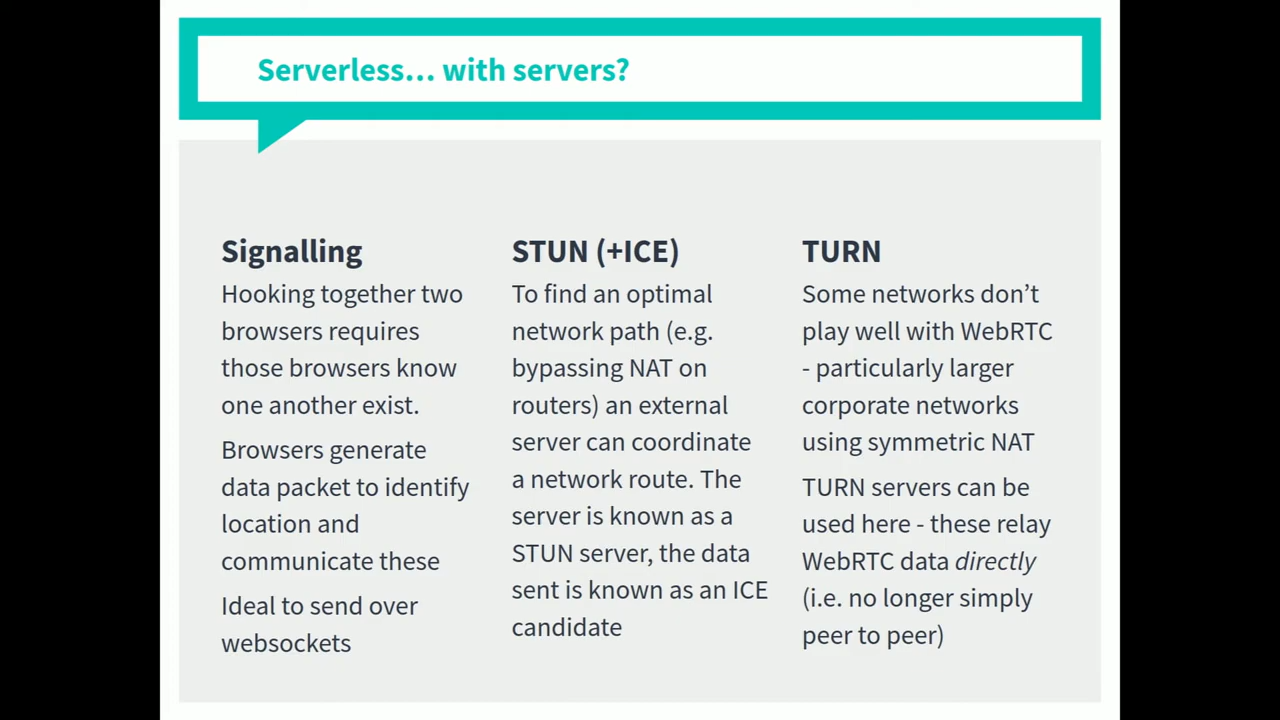 Serverless... with servers?
Signalling
Hooking together two
browsers requires
those browsers know
one another exist.
Browsers generate
data packet to identify
location and
communicate these
Ideal to send over
websockets
STUN (+ICE)
To find an optimal
network path (e.g.
bypassing NAT on
routers) an external
server can coordinate
a network route. The
server is known as a
STUN server, the data
sent is known as an ICE
candidate
TURN
Some networks don’t
play well with WebRTC
- particularly larger
corporate networks
using symmetric NAT
TURN servers can be
used here - these relay
WebRTC data directly
(i.e. no longer simply
peer to peer)